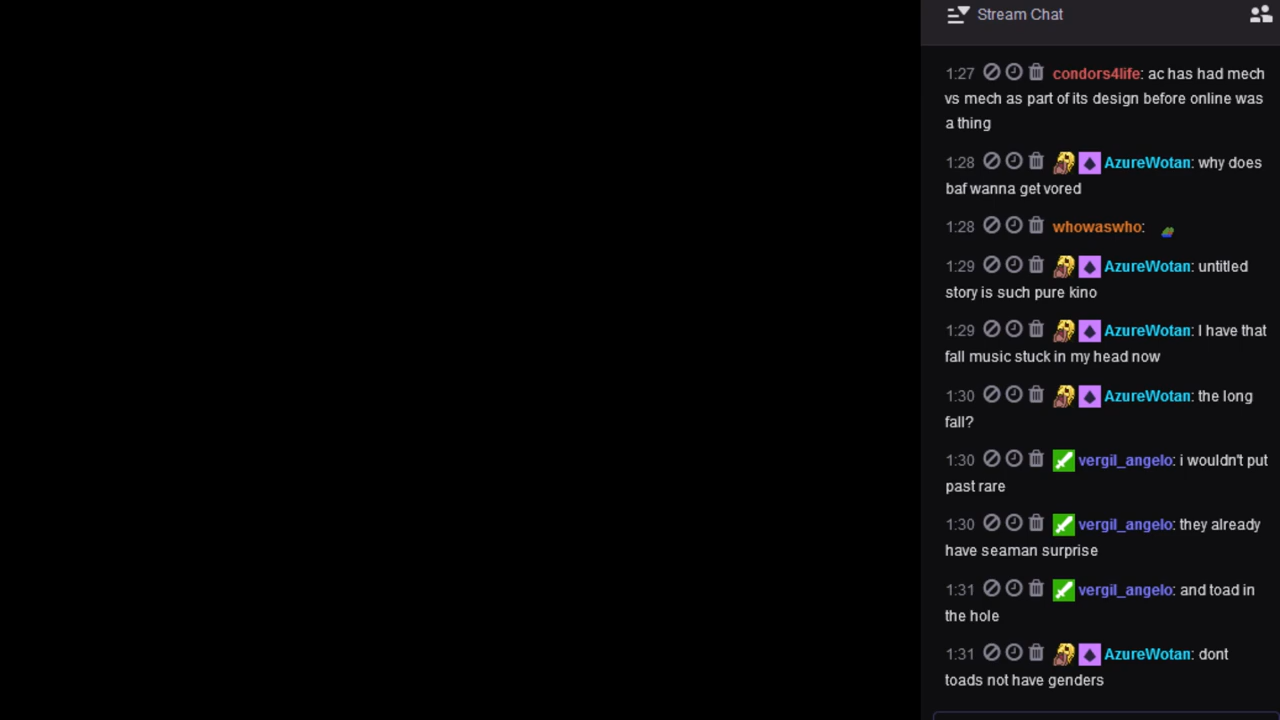 Stream Chat
1:27 condors4life: ac has had mech
vs mech as part of its design before online was
a thing
1:28 AzureWotan: why does
baf wanna get vored
1:28 whowaswho:
1:29 AzureWotan: untitled
story is such pure kino
1:29 AzureWotan: I have that
fall music stuck in my head now
1:30 AzureWotan: the long
fall?
1:30 vergil_angelo: i wouldn't put
past rare
1:30 vergil_angelo: they already
have seaman surprise
1:31 vergil_angelo: and toad in
the hole
1:31 AzureWotan: dont
toads not have genders